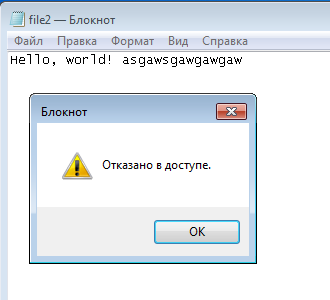 file2 — Блокнот
Файл Правка Формат Вид Справка
Hello, world! asgawsgawgawgaw
Блокнот
Отказано в доступе.
OK